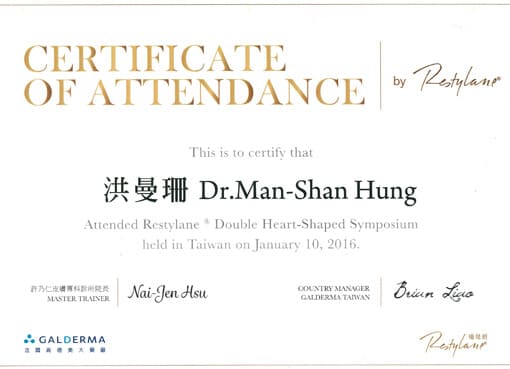 CERTIFICATE
OF ATTENDANCE
by Restylane®
This is to certify that
洪曼珊 Dr.Man-Shan Hung
Attended Restylane ® Double Heart-Shaped Symposium
held in Taiwan on January 10, 2016.
許乃仁皮膚專科診所院長
MASTER TRAINER
Nai-Jen Hsu
COUNTRY MANAGER
GALDERMA TAIWAN
Brian Liao
GALDERMA
法國高德美大藥廠
Restylane